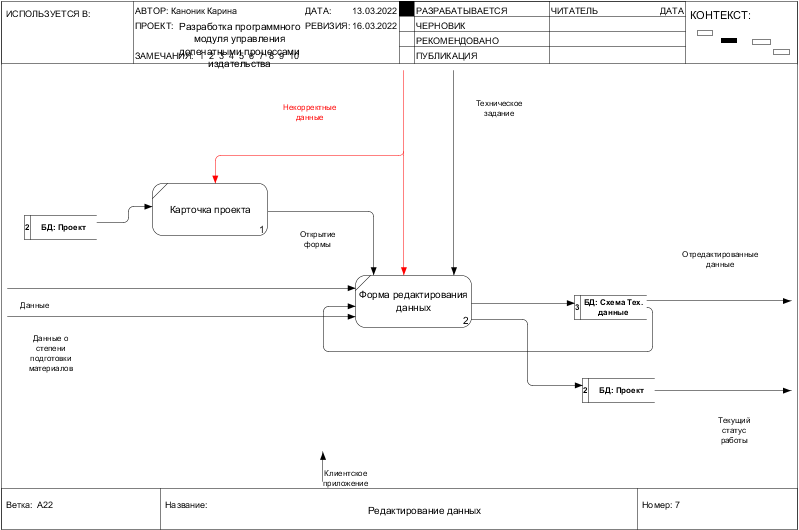 ИСПОЛЬЗУЕТСЯ В:
АВТОР: Каноник Карина
ДАТА: 13.03.2022
ПРОЕКТ: Разработка программного
модуля управления
допечатными процессами
издательства
РЕВИЗИЯ: 16.03.2022
ЗАМЕЧАНИЯ: 1 2 3 4 5 6 7 8 9 10
РАЗРАБАТЫВАЕТСЯ
ЧЕРНОВИК
РЕКОМЕНДОВАНО
ПУБЛИКАЦИЯ
ЧИТАТЕЛЬ
ДАТА
КОНТЕКСТ:
Некорректные
данные
Техническое
задание
Карточка проекта
1
2 БД: Проект
Открытие
формы
Отредактированные
данные
Форма редактирования
данных
2
3 БД: Схема Тех.
данные
Данные
Данные о
степени
подготовки
материалов
2 БД: Проект
Текущий
статус
работы
Клиентское
приложение
Ветка: A22
Название:
Редактирование данных
Номер: 7